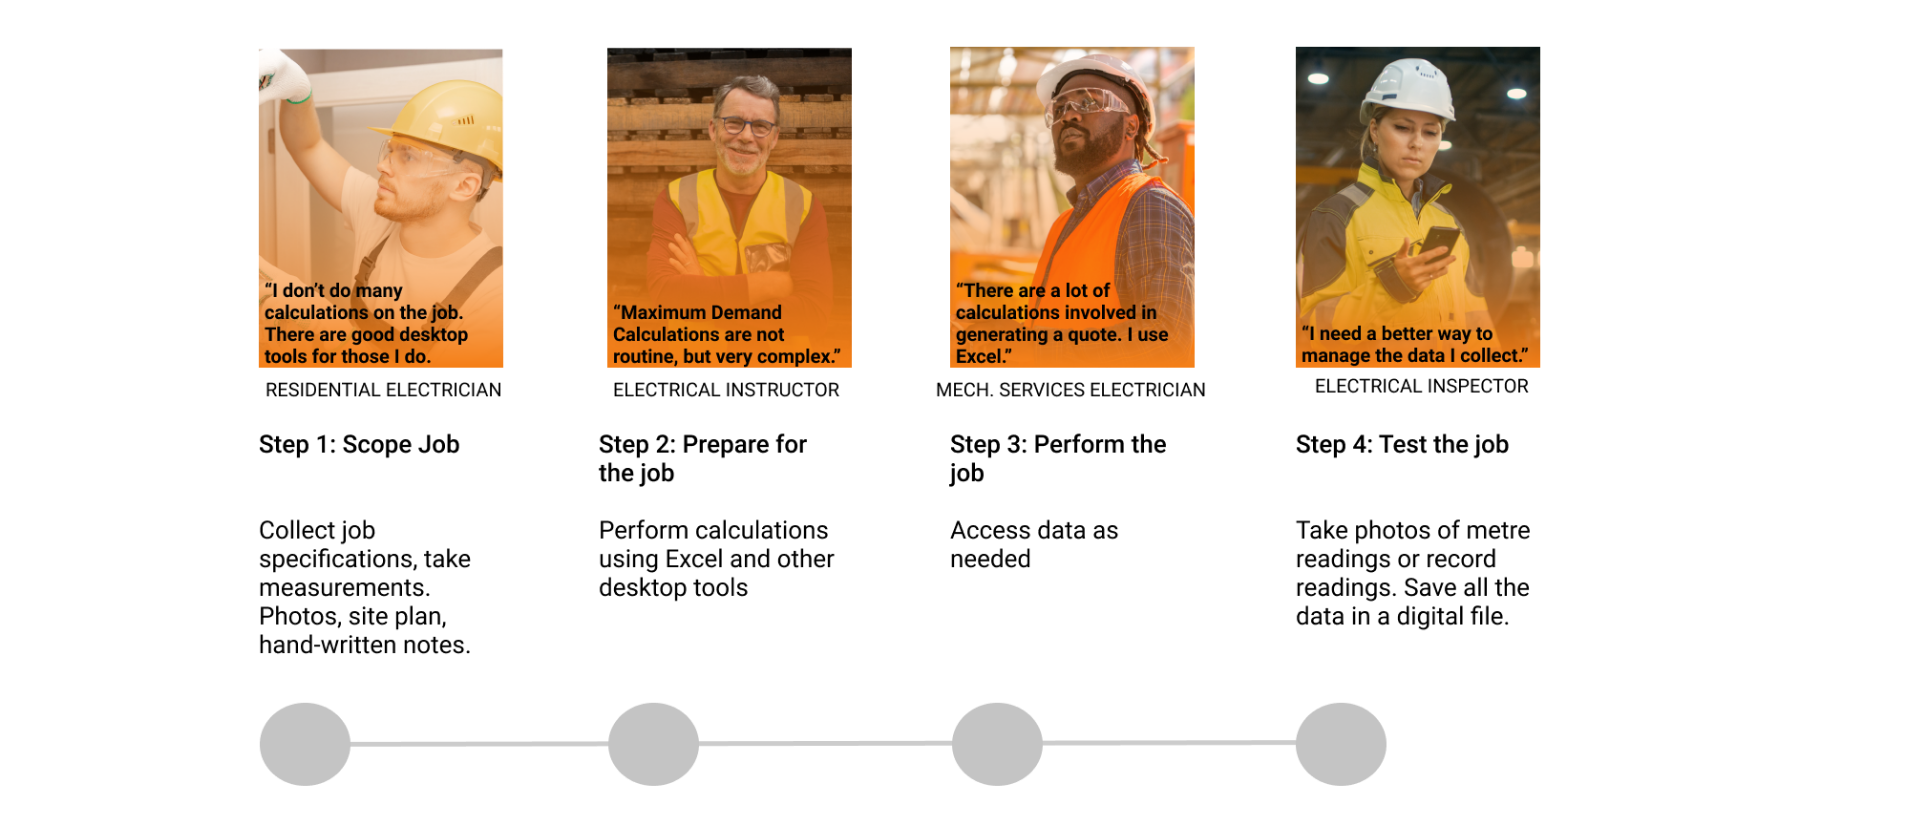 “I don’t do many
calculations on the job.
There are good desktop
tools for those I do.
RESIDENTIAL ELECTRICIAN
Step 1: Scope Job
Collect job
specifications, take
measurements.
Photos, site plan,
hand-written notes.
“Maximum Demand
Calculations are not
routine, but very complex.”
ELECTRICAL INSTRUCTOR
Step 2: Prepare for
the job
Perform calculations
using Excel and other
desktop tools
“There are a lot of
calculations involved in
generating a quote. I use
Excel.”
MECH. SERVICES ELECTRICIAN
Step 3: Perform the
job
Access data as
needed
“I need a better way to
manage the data I collect.”
ELECTRICAL INSPECTOR
Step 4: Test the job
Take photos of metre
readings or record
readings. Save all the
data in a digital file.